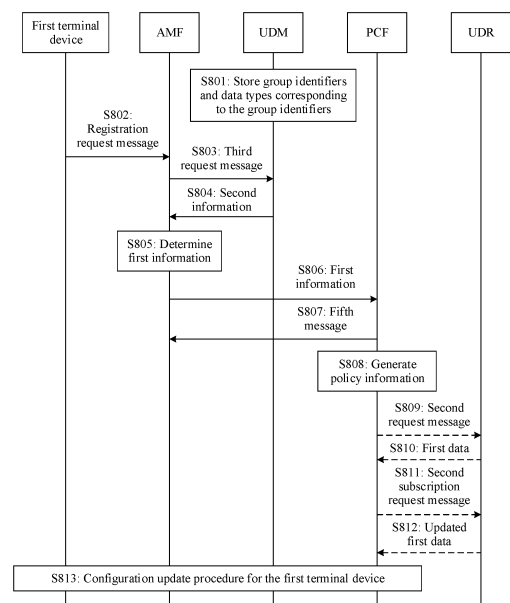 First terminal
device
AMF
UDM
PCF
UDR
S801: Store group identifiers
and data types corresponding
to the group identifiers
S802:
Registration
request message
S803: Third
request message
S804: Second
information
S805: Determine
first information
S806: First
information
S807: Fifth
message
S808: Generate
policy information
S809: Second
request message
S810: First data
S811: Second
subscription
request message
S812: Updated
first data
S813: Configuration update procedure for the first terminal device